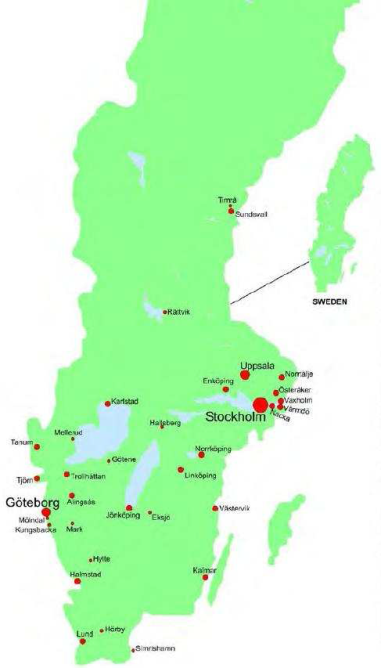 Timrå
Sundsvall
SWEDEN
Rättvik
Uppsala
Norrtälje
Enköping
Österåker
Karlstad
Vaxholm
Värmdö
Stockholm
Nacka
Hallsberg
Mellerud
Tanum
Norrköping
Götene
Linköping
Trollhättan
Tjörn
Alingsås
Göteborg
Västervik
Jönköping
Eksjö
Mölndal
Mark
Kungsbacka
Hylte
Kalmar
Halmstad
Hörby
Lund
Simrishamn